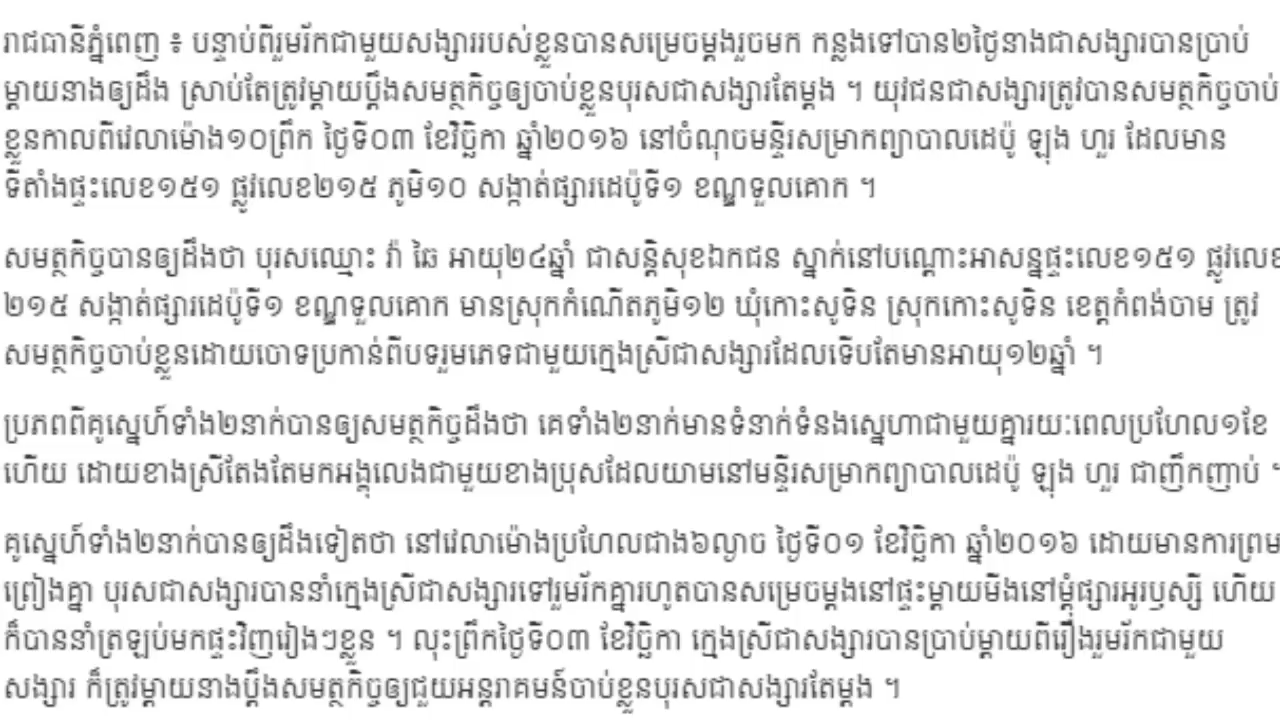 រាជធានីភ្នំពេញ ៖ បន្ទាប់ពីរួមរ័កជាមួយសង្សាររបស់ខ្លួនបានសម្រេចម្តងរួចមក កន្លងទៅបាន២ថ្ងៃនាងជាសង្សារបានប្រាប់
ម្តាយនាងឲ្យដឹង ស្រាប់តែត្រូវម្តាយប្តឹងសមត្ថកិច្ចឲ្យចាប់ខ្លួនបុរសជាសង្សារតែម្តង ។ យុវជនជាសង្សារត្រូវបានសមត្ថកិច្ចចាប់
ខ្លួនកាលពីវេលាម៉ោង១០ព្រឹក ថ្ងៃទី០៣ ខែវិច្ឆិកា ឆ្នាំ២០១៦ នៅចំណុចមន្ទីរសម្រាកព្យាបាលដេប៉ូ ឡុង ហួរ ដែលមាន
ទីតាំងផ្ទះលេខ១៥១ ផ្លូវលេខ២១៥ ភូមិ១០ សង្កាត់ផ្សារដេប៉ូទី១ ខណ្ឌទួលគោក ។
សមត្ថកិច្ចបានឲ្យដឹងថា បុរសឈ្មោះ វ៉ា ឆៃ អាយុ២៤ឆ្នាំ ជាសន្តិសុខឯកជន ស្នាក់នៅបណ្តោះអាសន្នផ្ទះលេខ១៥១ ផ្លូវលេខ
២១៥ សង្កាត់ផ្សារដេប៉ូទី១ ខណ្ឌទួលគោក មានស្រុកកំណើតភូមិ១២ ឃុំកោះសូទិន ស្រុកកោះសូទិន ខេត្តកំពង់ចាម ត្រូវ
សមត្ថកិច្ចចាប់ខ្លួនដោយចោទប្រកាន់ពីបទរួមភេទជាមួយក្មេងស្រីជាសង្សារដែលទើបតែមានអាយុ១២ឆ្នាំ ។
ប្រភពពីគូស្នេហ៍ទាំង២នាក់បានឲ្យសមត្ថកិច្ចដឹងថា គេទាំង២នាក់មានទំនាក់ទំនងស្នេហាជាមួយគ្នារយ:ពេលប្រហែល១ខែ
ហើយ ដោយខាងស្រីតែងតែមកអង្គុលេងជាមួយខាងប្រុសដែលយាមនៅមន្ទីរសម្រាកព្យាបាលដេប៉ូ ឡុង ហួរ ជាញឹកញាប់ ។
គូស្នេហ៍ទាំង២នាក់បានឲ្យដឹងទៀតថា នៅវេលាម៉ោងប្រហែលជាង៦ល្ងាច ថ្ងៃទី០១ ខែវិច្ឆិកា ឆ្នាំ២០១៦ ដោយមានការព្រម
ព្រៀងគ្នា បុរសជាសង្សារបាននាំក្មេងស្រីជាសង្សារទៅរួមរ័កគ្នារហូតបានសម្រេចម្តងនៅផ្ទះម្តាយមីងនៅម្តុំផ្សារអូរឫស្សី ហើយ
ក៏បាននាំត្រឡប់មកផ្ទះវិញរៀងៗខ្លួន ។ លុះព្រឹកថ្ងៃទី០៣ ខែវិច្ឆិកា ក្មេងស្រីជាសង្សារបានប្រាប់ម្តាយពីរឿងរួមរ័កជាមួយ
សង្សារ ក៏ត្រូវម្តាយនាងប្តឹងសមត្ថកិច្ចឲ្យជួយអន្តរាគមន៍ចាប់ខ្លួនបុរសជាសង្សារតែម្តង ។